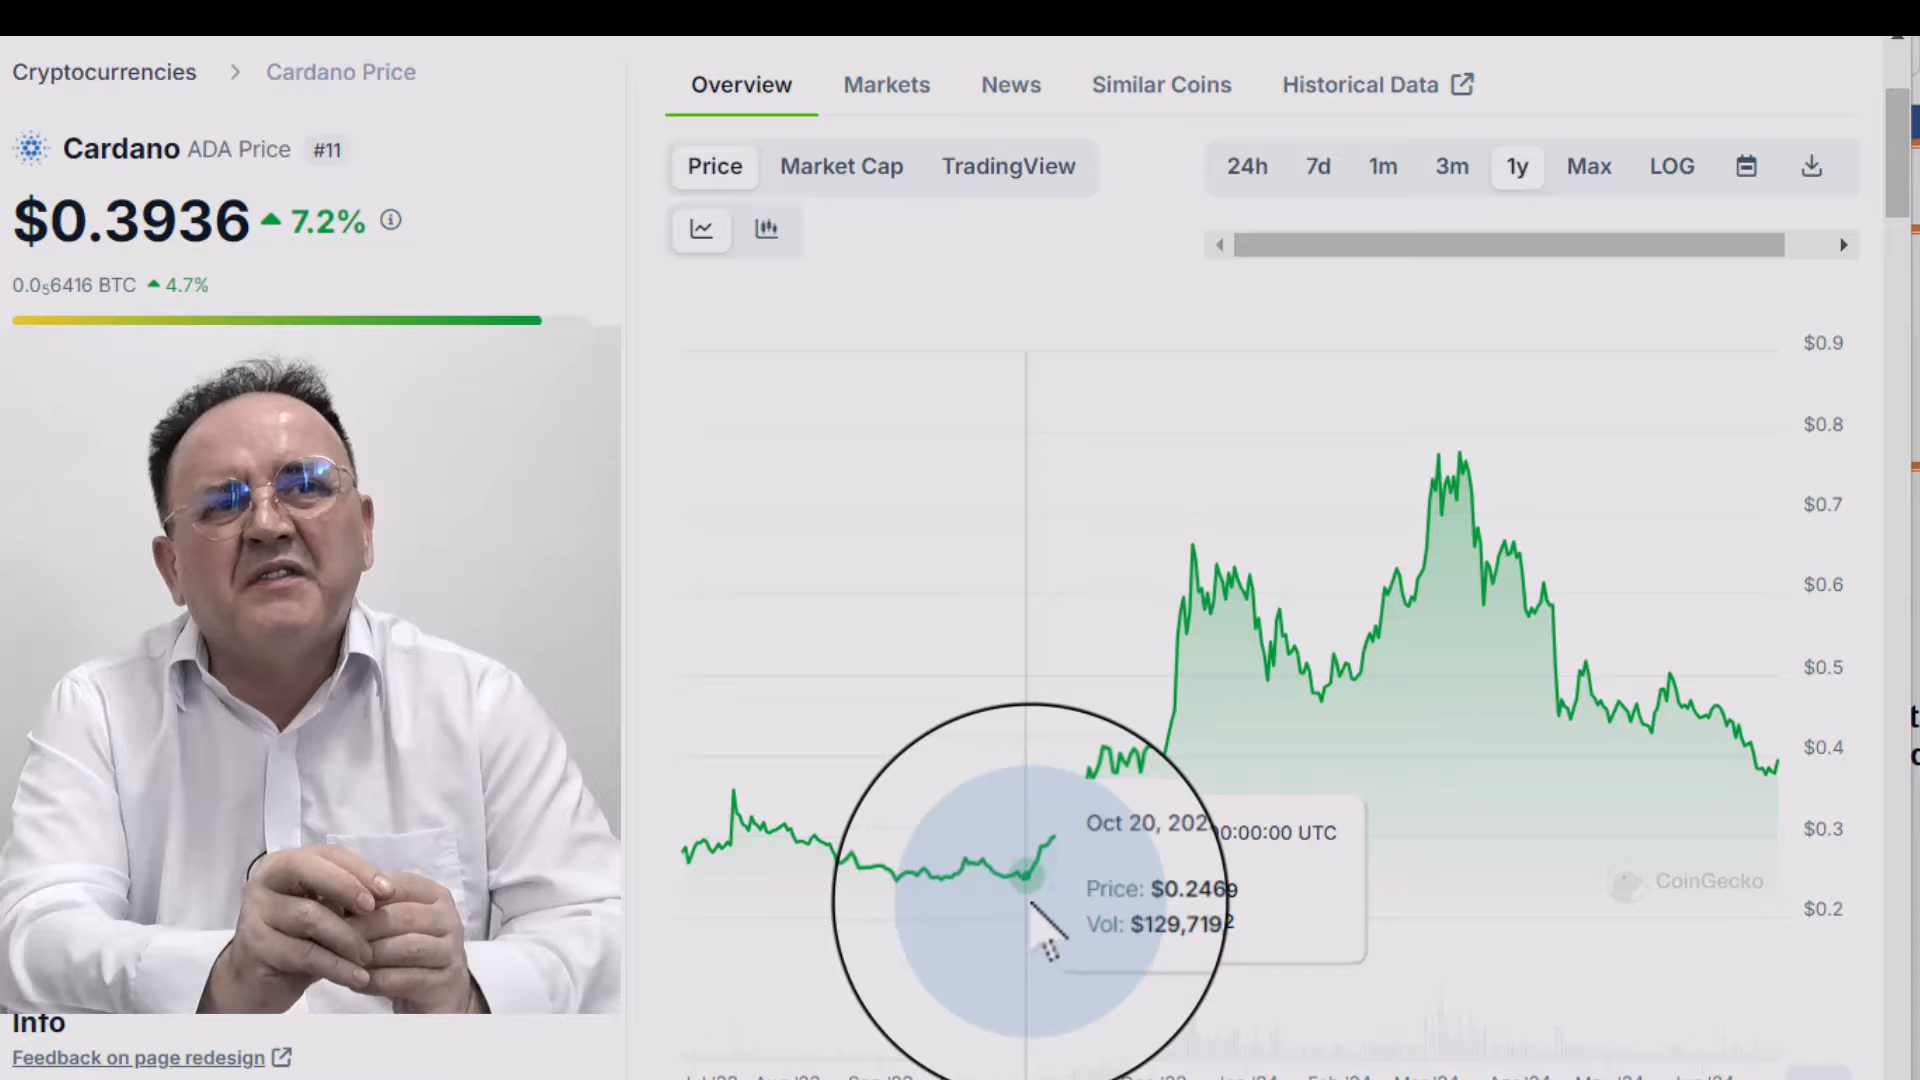 Cryptocurrencies > Cardano Price
Cardano ADA Price #11
$0.3936 7.2%
0.0₅6416 BTC 4.7%
Info
Feedback on page redesign
Overview Markets News Similar Coins Historical Data
Price Market Cap TradingView
24h 7d 1m 3m 1y Max LOG
$0.9
$0.8
$0.7
$0.6
$0.5
$0.4
$0.3
$0.2
Oct 20, 202 00:00:00 UTC
Price: $0.246
Vol: $129,719
CoinGecko